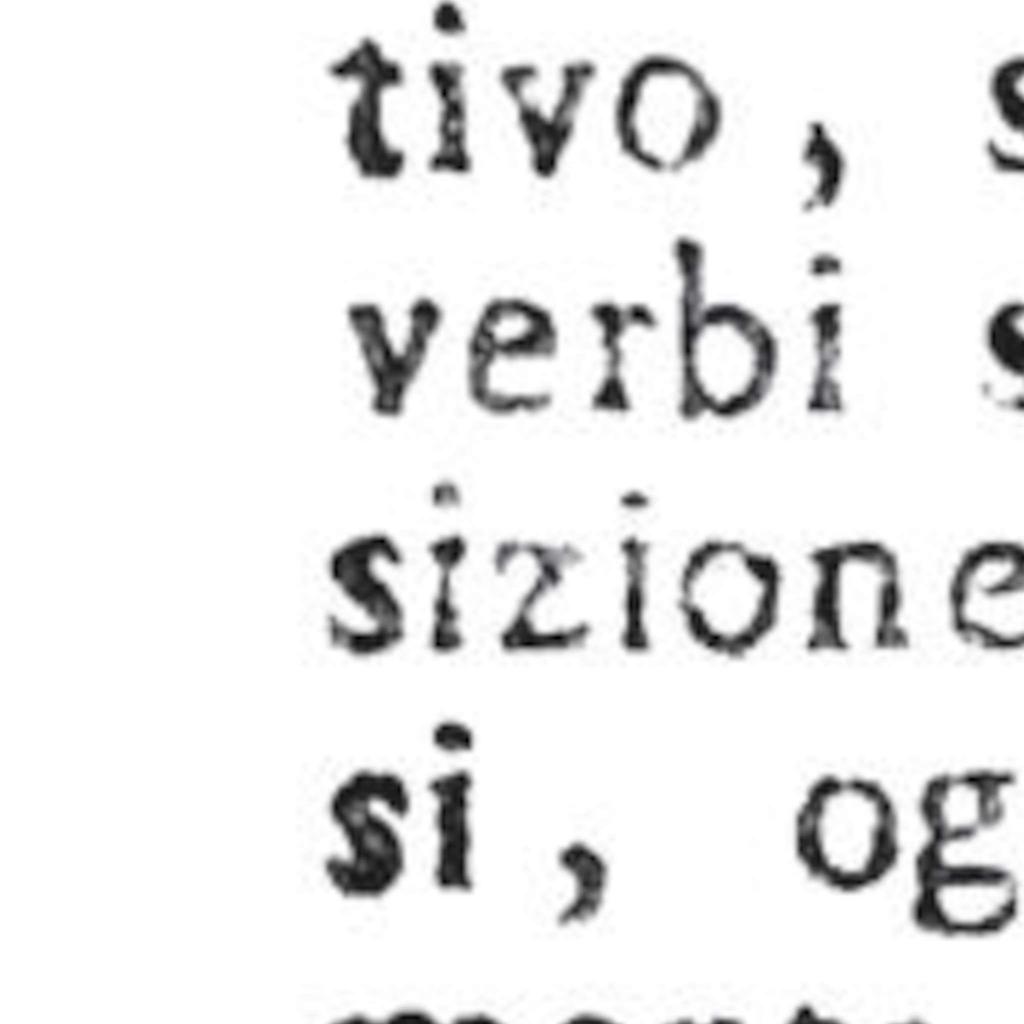 tivo, s
verbi s
sizione
si, og